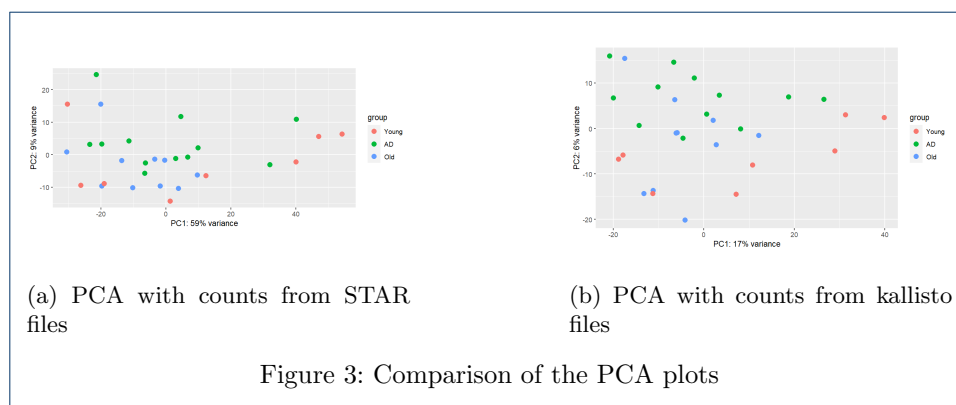 20
10
0
-10
-20
0
20
40
PC2: 9% variance
PC1: 59% variance
group
Young
AD
Old
10
0
-10
-20
-20
0
20
40
PC2: 6% variance
PC1: 17% variance
group
Young
AD
Old
(a) PCA with counts from STAR
files
(b) PCA with counts from kallisto
files
Figure 3: Comparison of the PCA plots